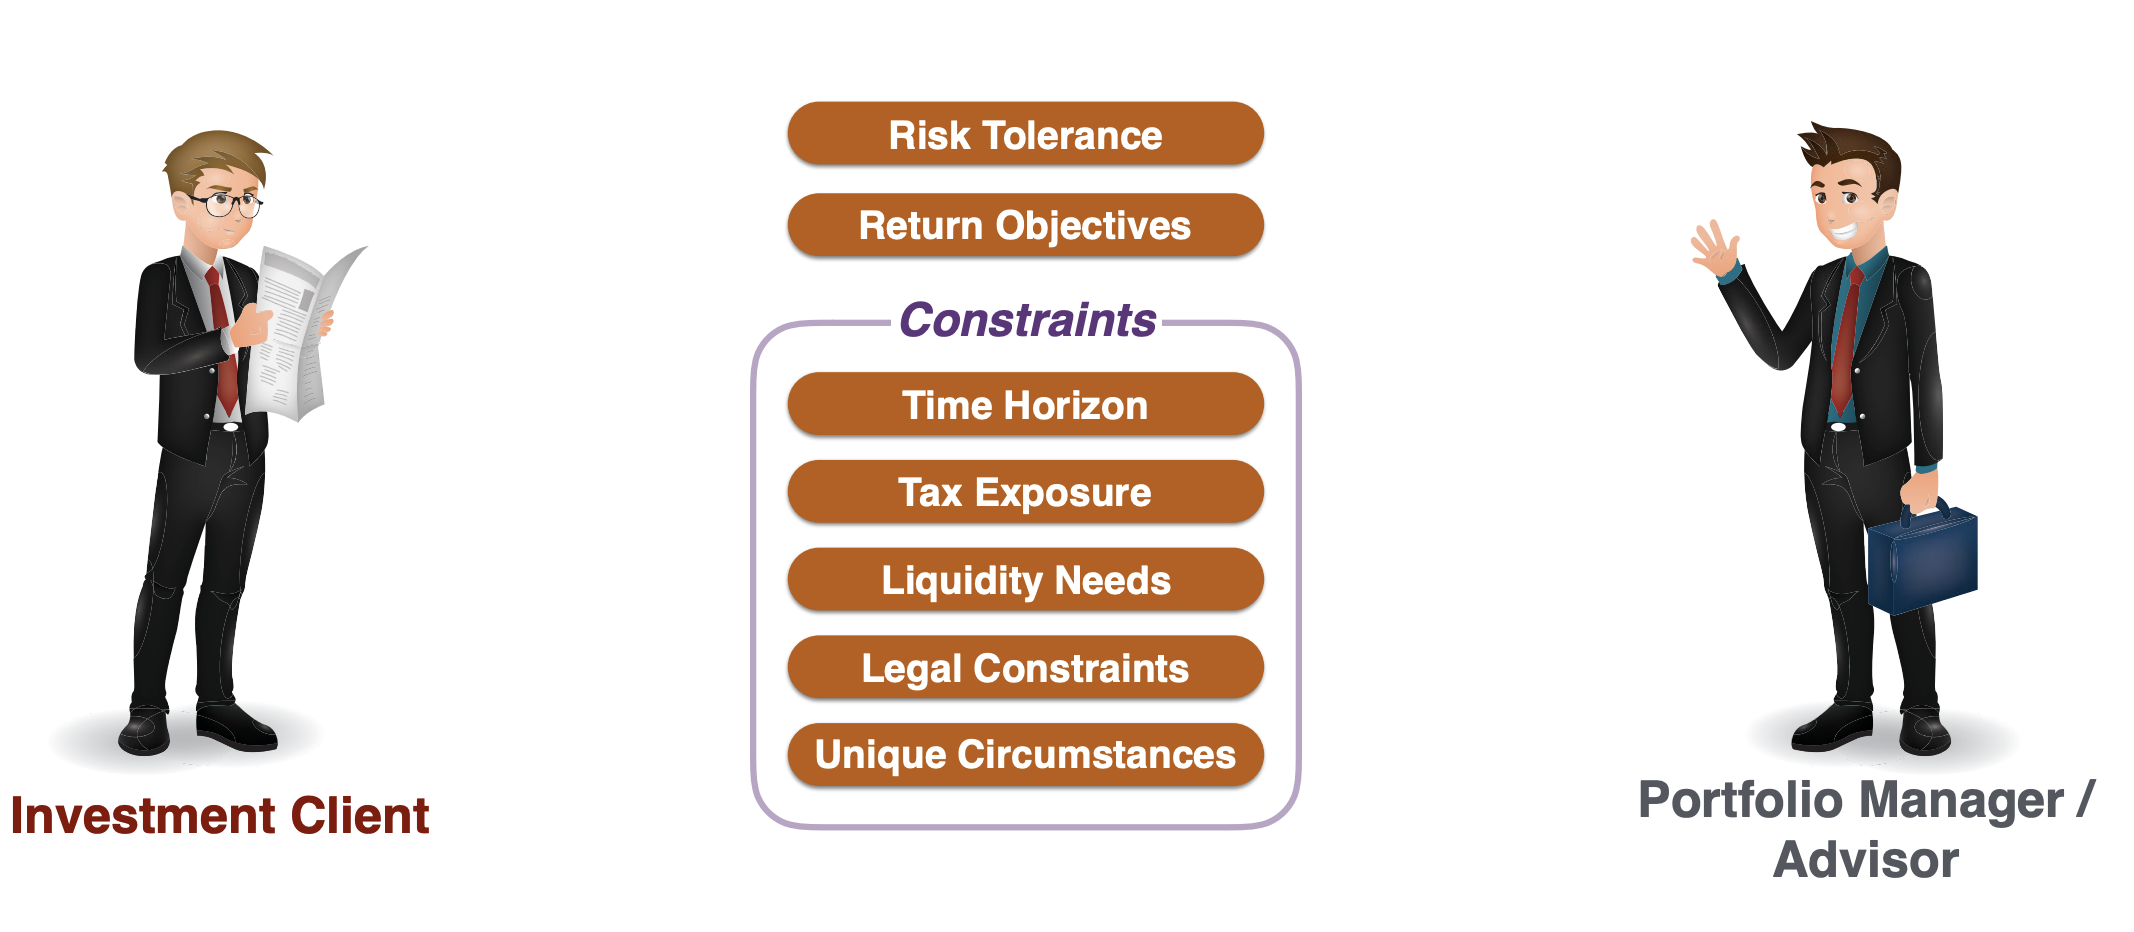 Risk Tolerance
Return Objectives
Constraints
Time Horizon
Tax Exposure
Liquidity Needs
Legal Constraints
Unique Circumstances
Investment Client
Portfolio Manager /
Advisor